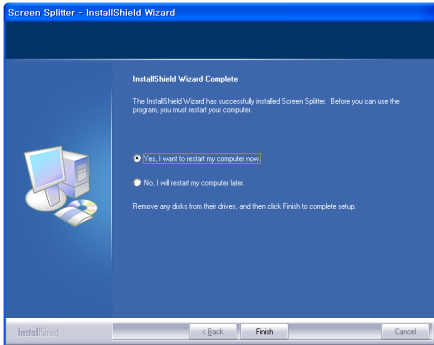 Screen Splitter - InstallShield Wizard
InstallShield Wizard Complete
The InstallShield Wizard has successfully installed Screen Splitter. Before you can use the
program, you must restart your computer.
Yes, I want to restart my computer now.
No, I will restart my computer later.
Remove any disks from their drives, and then click Finish to complete setup.
InstallShield
< Back Finish Cancel